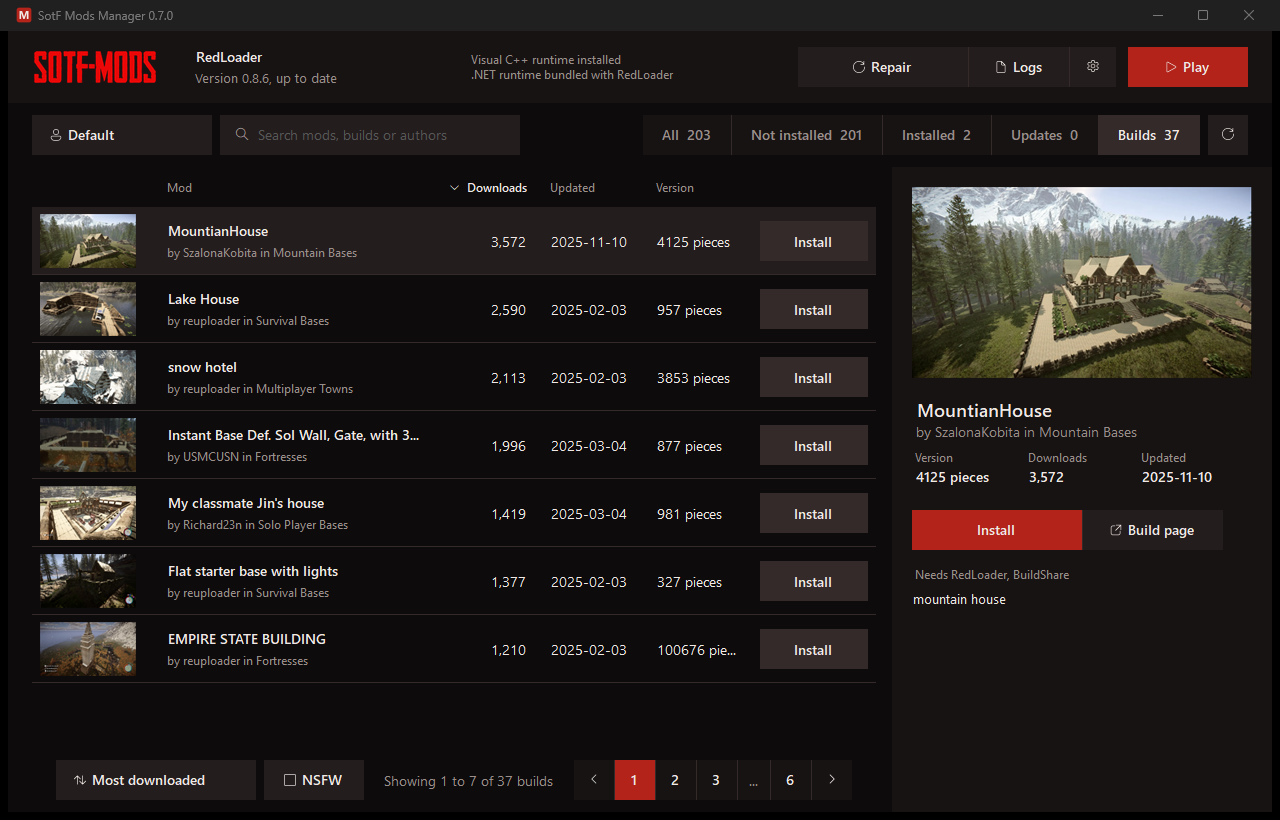 M SotF Mods Manager 0.7.0
SOTF-MODS
RedLoader
Version 0.8.6, up to date
Visual C++ runtime installed
.NET runtime bundled with RedLoader
Repair
Logs
Play
Default
Search mods, builds or authors
All 203
Not installed 201
Installed 2
Updates 0
Builds 37
Mod
Downloads
Updated
Version
MountianHouse
by SzalonaKobita in Mountain Bases
3,572
2025-11-10
4125 pieces
Install
Lake House
by reuploader in Survival Bases
2,590
2025-02-03
957 pieces
Install
snow hotel
by reuploader in Multiplayer Towns
2,113
2025-02-03
3853 pieces
Install
Instant Base Def. Sol Wall, Gate, with 3...
by USMCUSN in Fortresses
1,996
2025-03-04
877 pieces
Install
My classmate Jin's house
by Richard23n in Solo Player Bases
1,419
2025-03-04
981 pieces
Install
Flat starter base with lights
by reuploader in Survival Bases
1,377
2025-02-03
327 pieces
Install
EMPIRE STATE BUILDING
by reuploader in Fortresses
1,210
2025-02-03
100676 pie...
Install
Most downloaded
NSFW
Showing 1 to 7 of 37 builds
1
2
3
...
6
MountianHouse
by SzalonaKobita in Mountain Bases
Version
Downloads
Updated
4125 pieces
3,572
2025-11-10
Install
Build page
Needs RedLoader, BuildShare
mountain house